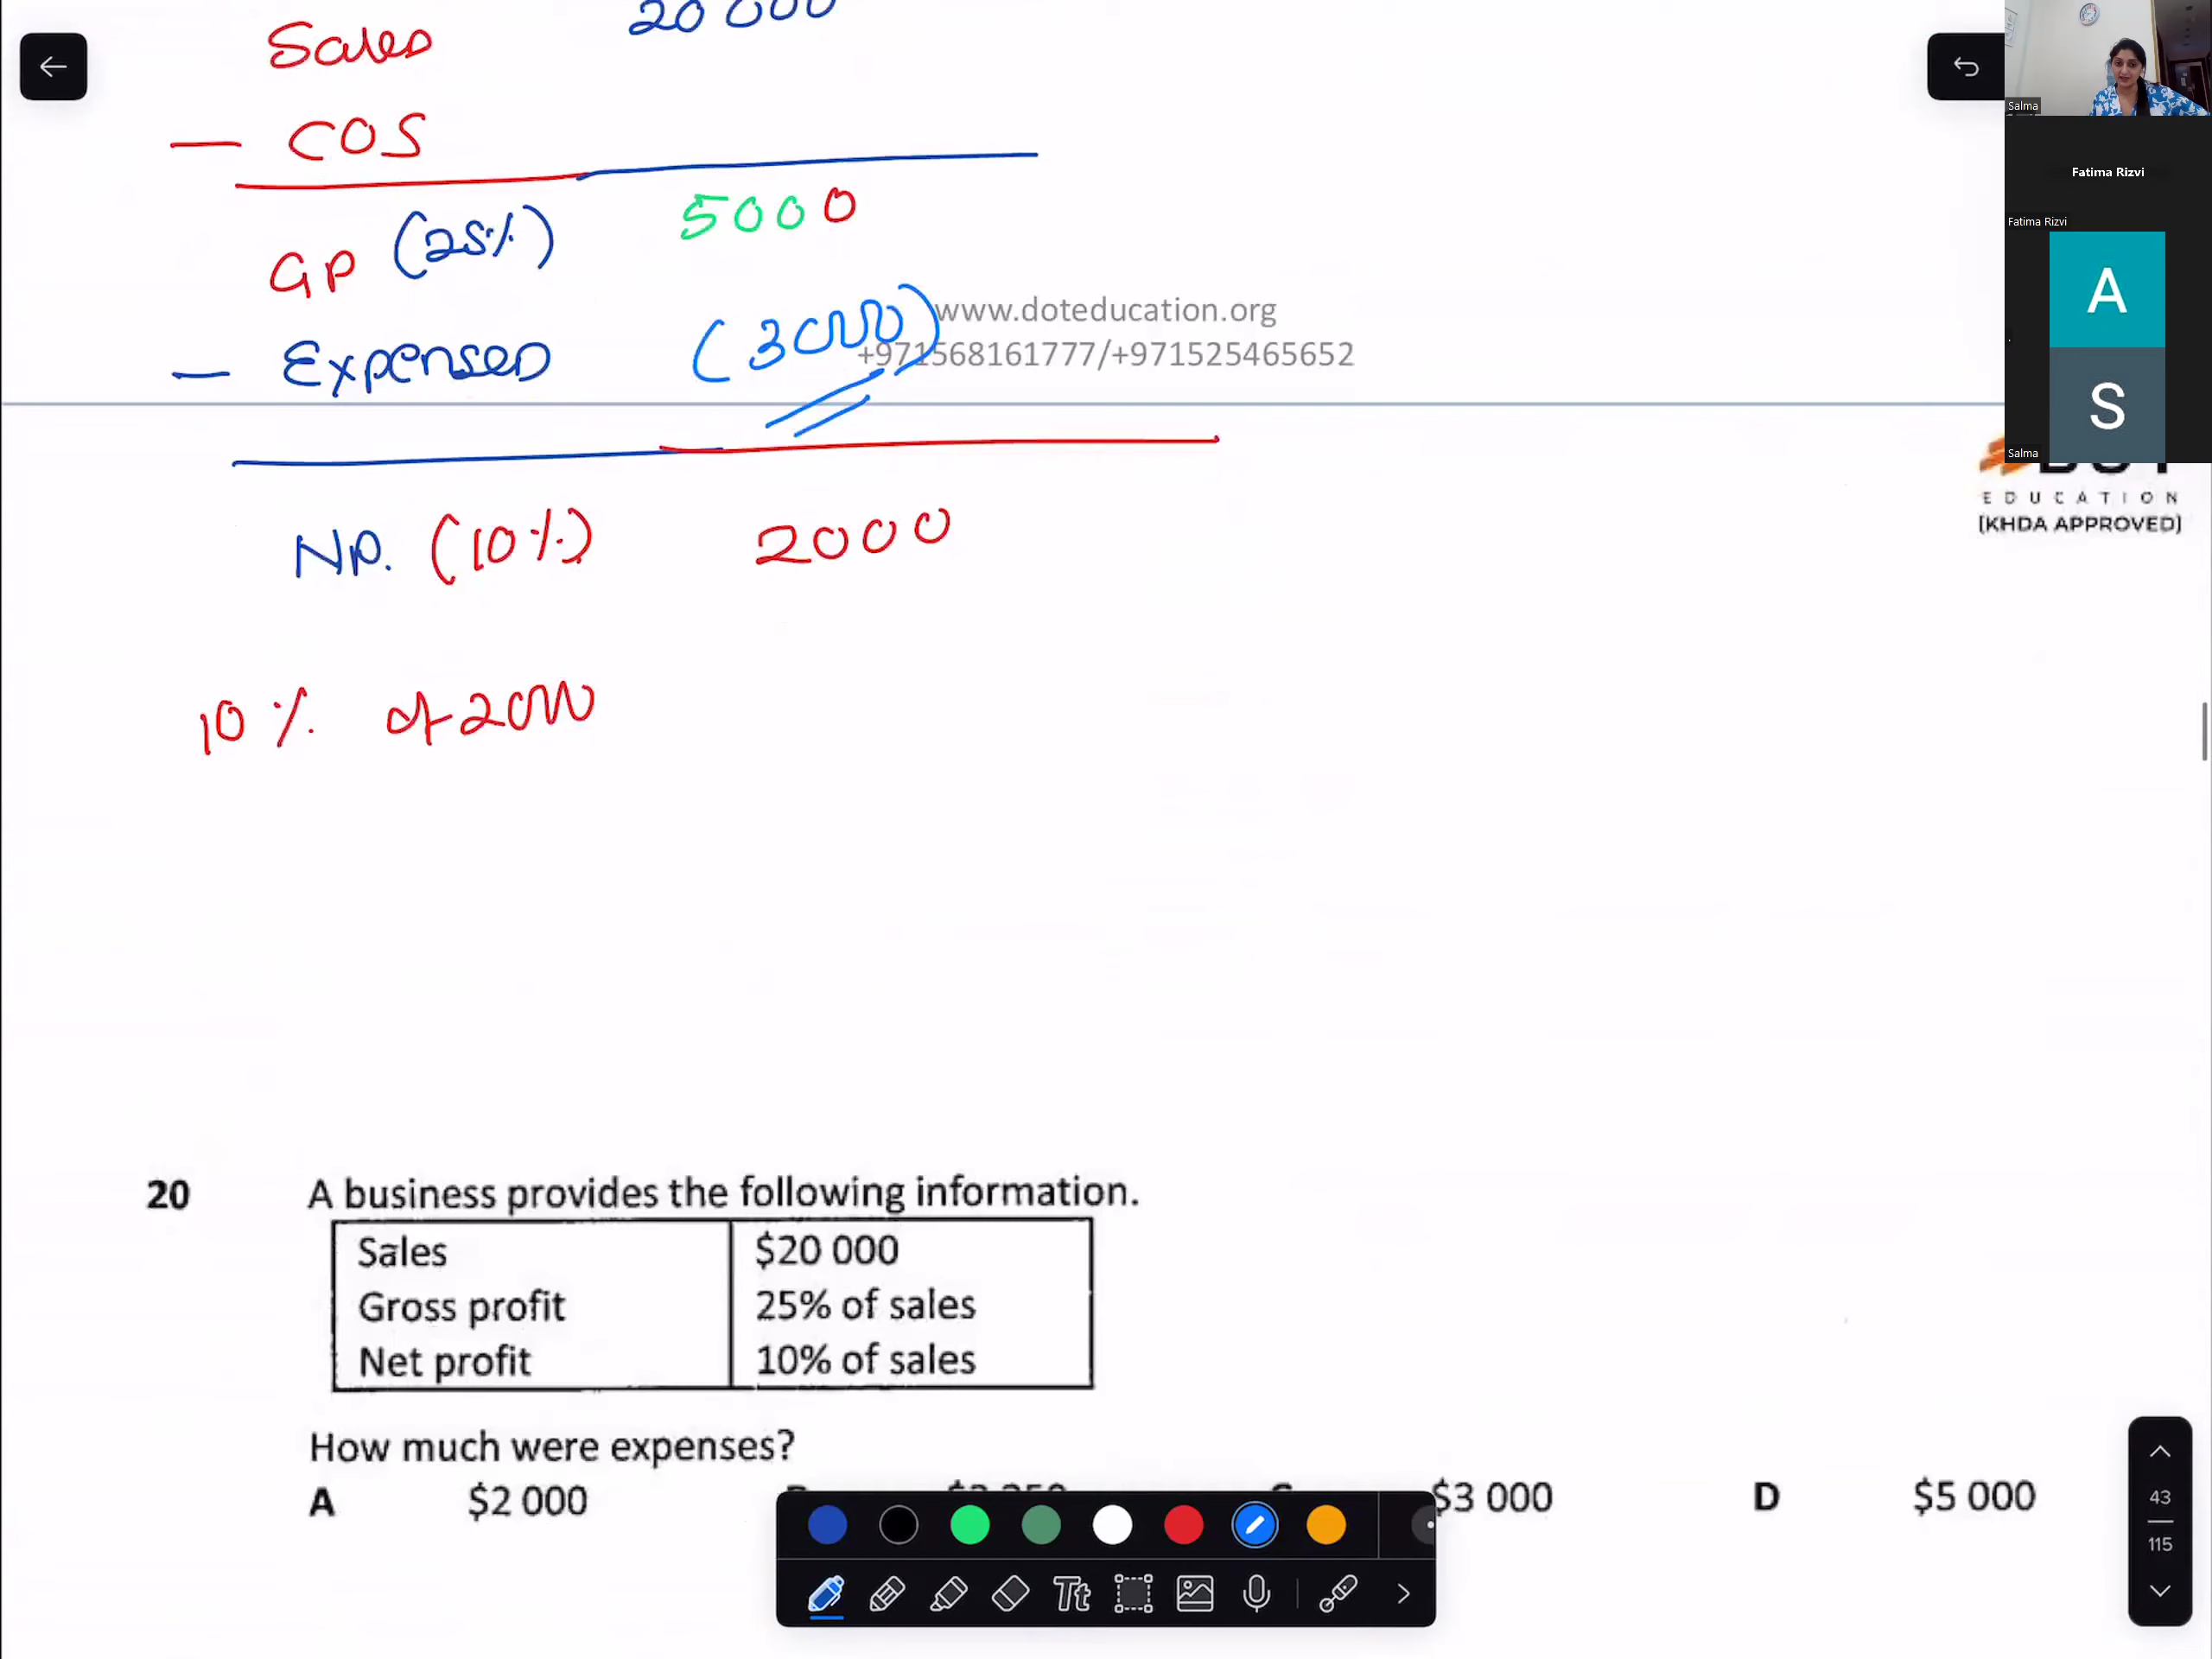 20 000
Sales
Salma
— COS
Fatima Rizvi
5000
Fatima Rizvi
GP (25%)
A
www.doteducation.org
(3000)
+971568161777/+971525465652
— Expenses
S
Salma
EDUCATION
(KHDA APPROVED)
NP. (10%) 2000
10% of 2000
20 A business provides the following information.
Sales $20 000
Gross profit 25% of sales
Net profit 10% of sales
How much were expenses?
A $2 000 $3 000 D $5 000
Tt
43
115